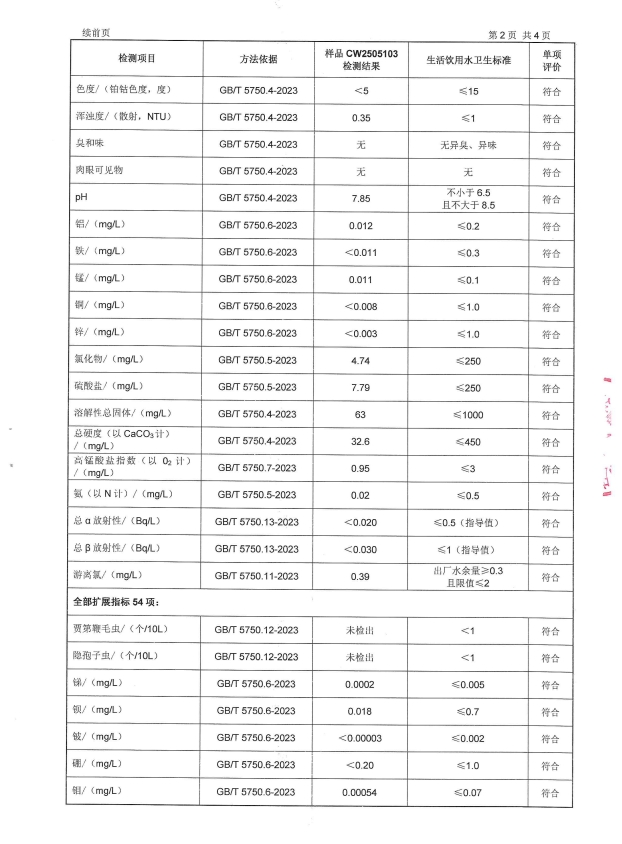 续前页
第 2 页 共 4 页
检测项目 方法依据 样品 CW2505103 检测结果 生活饮用水卫生标准 单项评价
色度/（铂钴色度，度） GB/T 5750.4-2023 <5 ≤15 符合
浑浊度/（散射，NTU） GB/T 5750.4-2023 0.35 ≤1 符合
臭和味 GB/T 5750.4-2023 无 无异臭、异味 符合
肉眼可见物 GB/T 5750.4-2023 无 无 符合
pH GB/T 5750.4-2023 7.85 不小于 6.5 且不大于 8.5 符合
铝/（mg/L） GB/T 5750.6-2023 0.012 ≤0.2 符合
铁/（mg/L） GB/T 5750.6-2023 <0.011 ≤0.3 符合
锰/（mg/L） GB/T 5750.6-2023 0.011 ≤0.1 符合
铜/（mg/L） GB/T 5750.6-2023 <0.008 ≤1.0 符合
锌/（mg/L） GB/T 5750.6-2023 <0.003 ≤1.0 符合
氯化物/（mg/L） GB/T 5750.5-2023 4.74 ≤250 符合
硫酸盐/（mg/L） GB/T 5750.5-2023 7.79 ≤250 符合
溶解性总固体/（mg/L） GB/T 5750.4-2023 63 ≤1000 符合
总硬度（以 CaCO₃计）/（mg/L） GB/T 5750.4-2023 32.6 ≤450 符合
高锰酸盐指数（以 O₂ 计）/（mg/L） GB/T 5750.7-2023 0.95 ≤3 符合
氨（以 N 计）/（mg/L） GB/T 5750.5-2023 0.02 ≤0.5 符合
总 α 放射性/（Bq/L） GB/T 5750.13-2023 <0.020 ≤0.5（指导值） 符合
总 β 放射性/（Bq/L） GB/T 5750.13-2023 <0.030 ≤1（指导值） 符合
游离氯/（mg/L） GB/T 5750.11-2023 0.39 出厂水余量≥0.3 且限值≤2 符合
全部扩展指标 54 项：
贾第鞭毛虫/（个/10L） GB/T 5750.12-2023 未检出 <1 符合
隐孢子虫/（个/10L） GB/T 5750.12-2023 未检出 <1 符合
锑/（mg/L） GB/T 5750.6-2023 0.0002 ≤0.005 符合
钡/（mg/L） GB/T 5750.6-2023 0.018 ≤0.7 符合
铍/（mg/L） GB/T 5750.6-2023 <0.00003 ≤0.002 符合
硼/（mg/L） GB/T 5750.6-2023 <0.20 ≤1.0 符合
钼/（mg/L） GB/T 5750.6-2023 0.00054 ≤0.07 符合